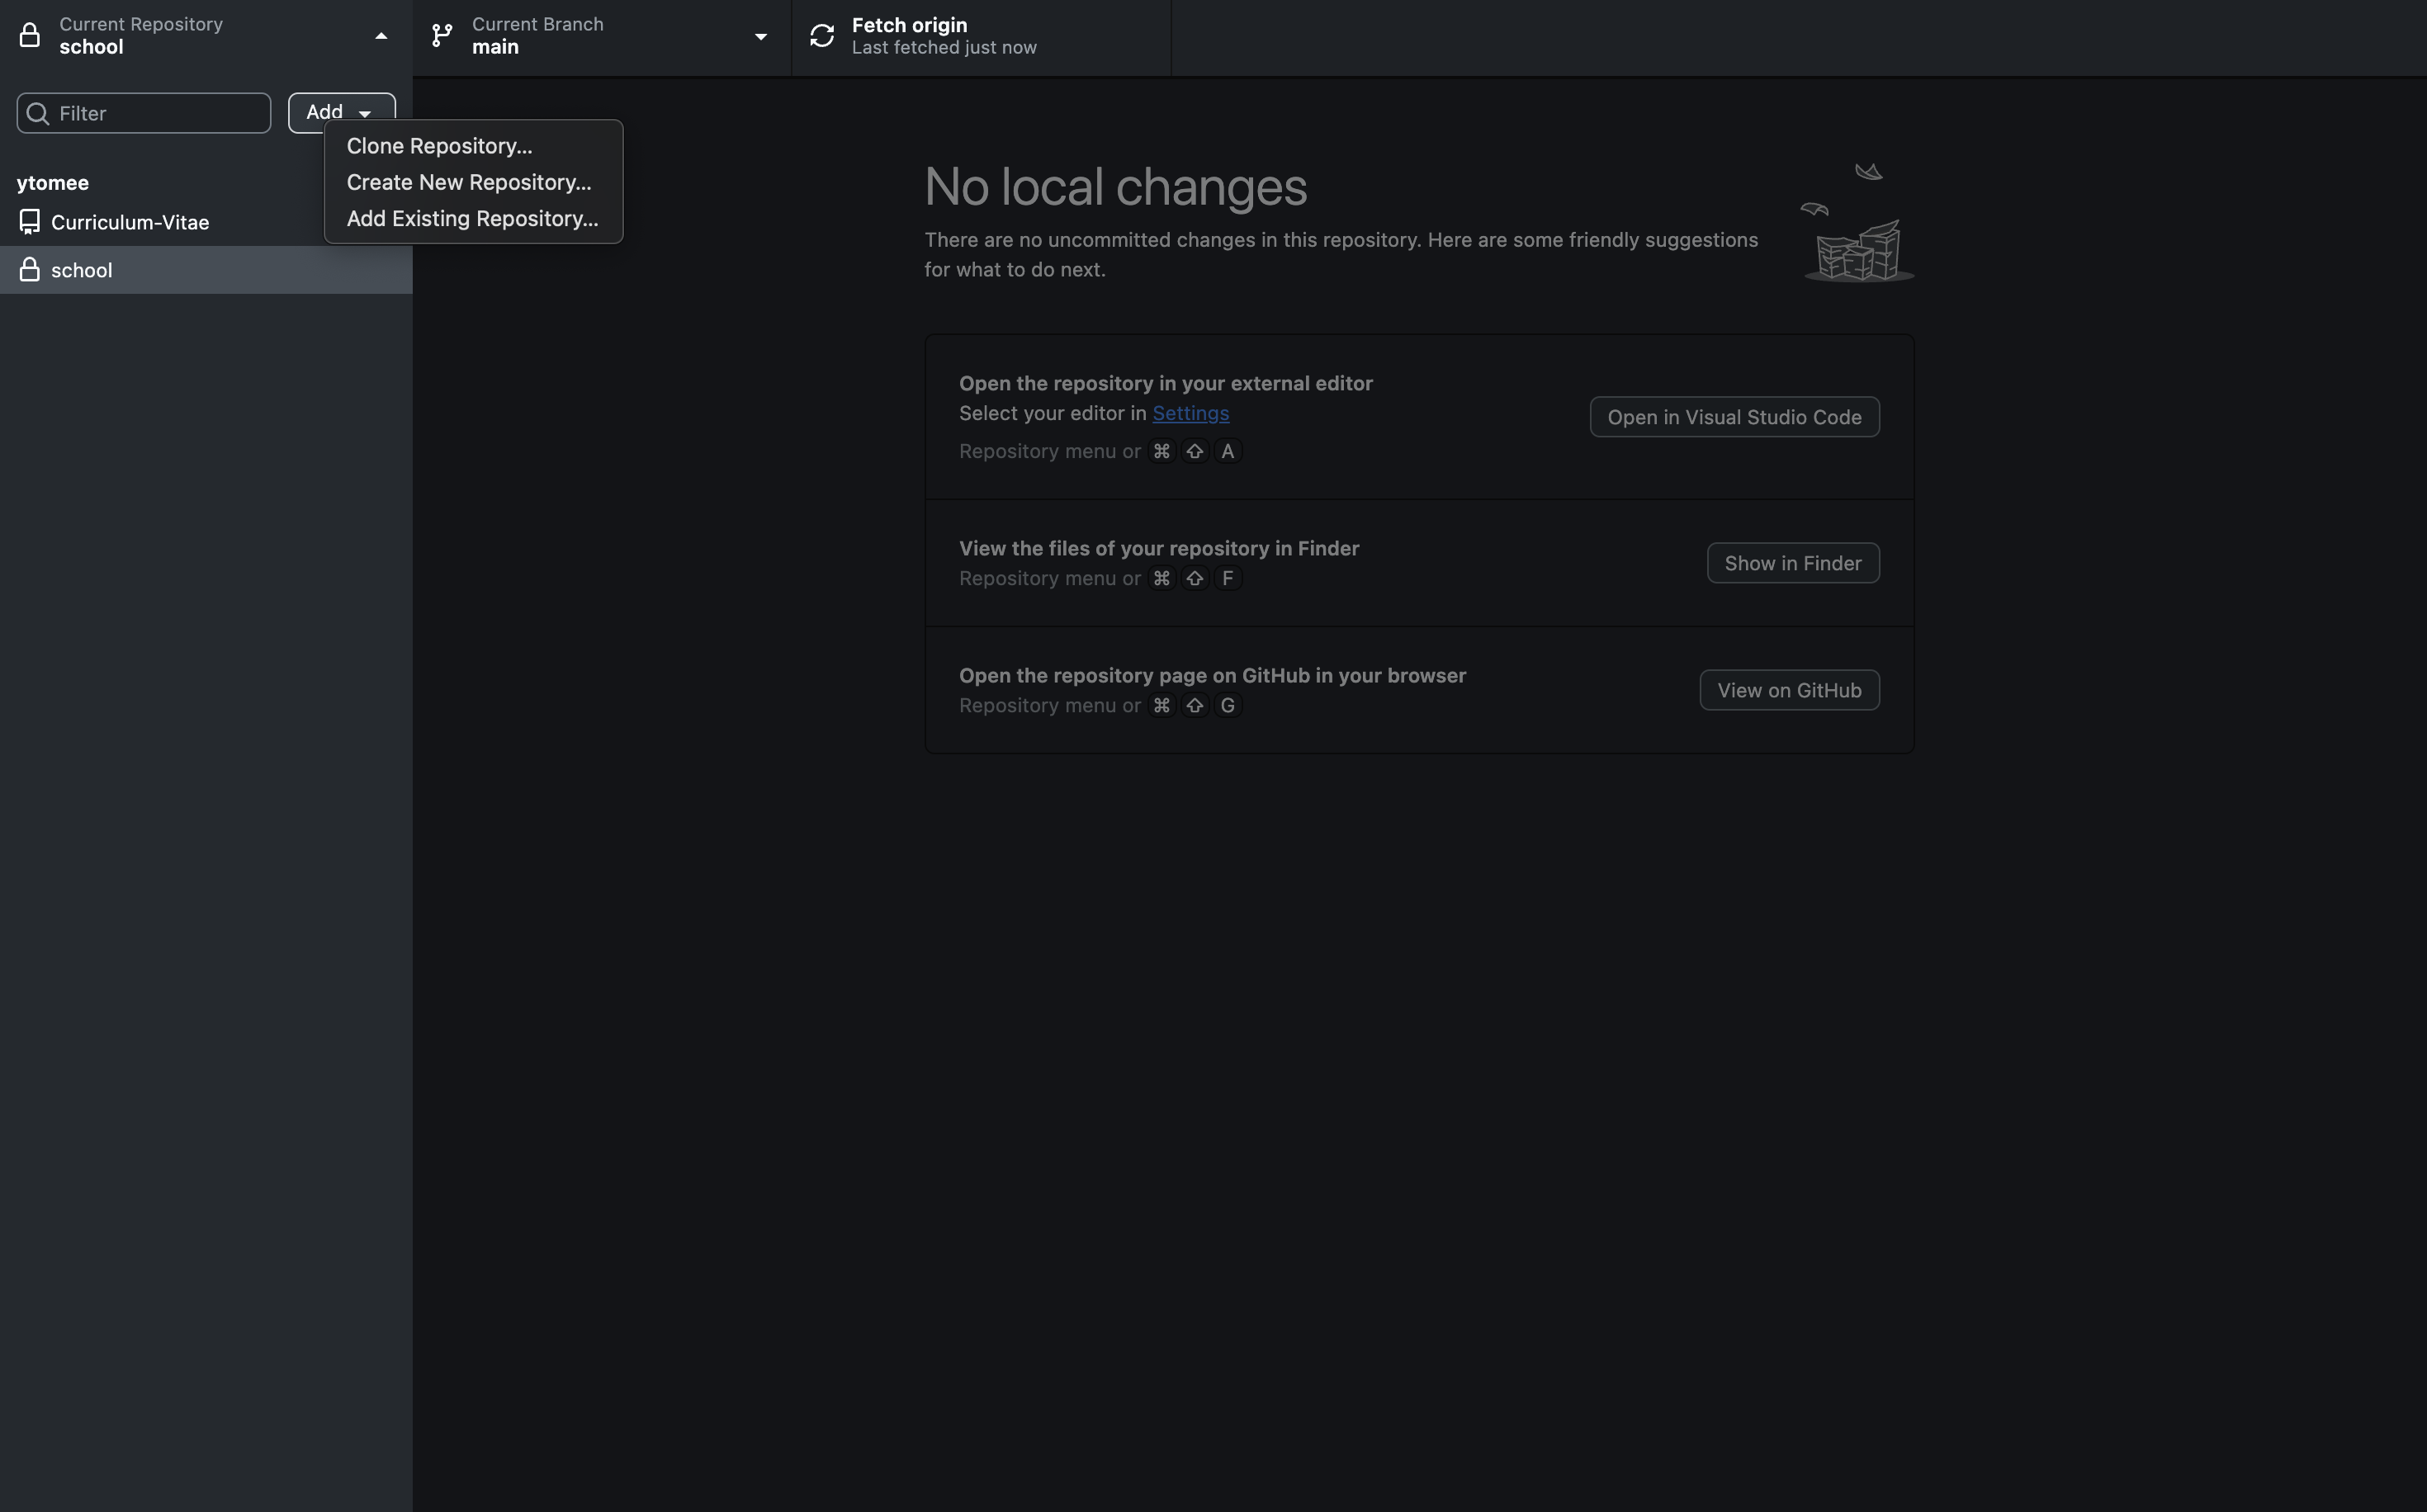 Current Repository
school
Current Branch
main
Fetch origin
Last fetched just now
Filter
Add
Clone Repository...
Create New Repository...
Add Existing Repository...
ytomee
Curriculum-Vitae
school
No local changes
There are no uncommitted changes in this repository. Here are some friendly suggestions
for what to do next.
Open the repository in your external editor
Select your editor in Settings
Repository menu or ⌘ ⇧ A
Open in Visual Studio Code
View the files of your repository in Finder
Repository menu or ⌘ ⇧ F
Show in Finder
Open the repository page on GitHub in your browser
Repository menu or ⌘ ⇧ G
View on GitHub